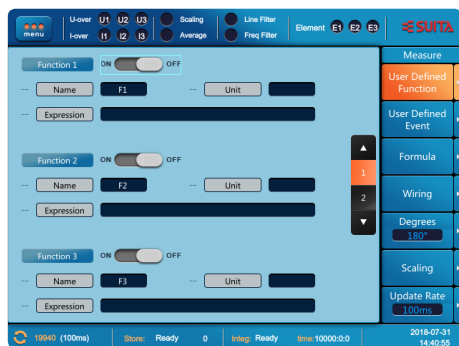 menu
U-over U1 U2 U3 Scaling Line Filter
I-over I1 I2 I3 Average Freq Filter
Element E1 E2 E3
SUITA
Measure
Function 1 ON OFF
Name F1 Unit
Expression
Function 2 ON OFF
Name F2 Unit
Expression
Function 3 ON OFF
Name F3 Unit
Expression
1
2
User Defined
Function
User Defined
Event
Formula
Wiring
Degrees
180°
Scaling
Update Rate
100ms
19940 (100ms) Store: Ready 0 Integ: Ready time:10000:0:0
2018-07-31
14:40:55